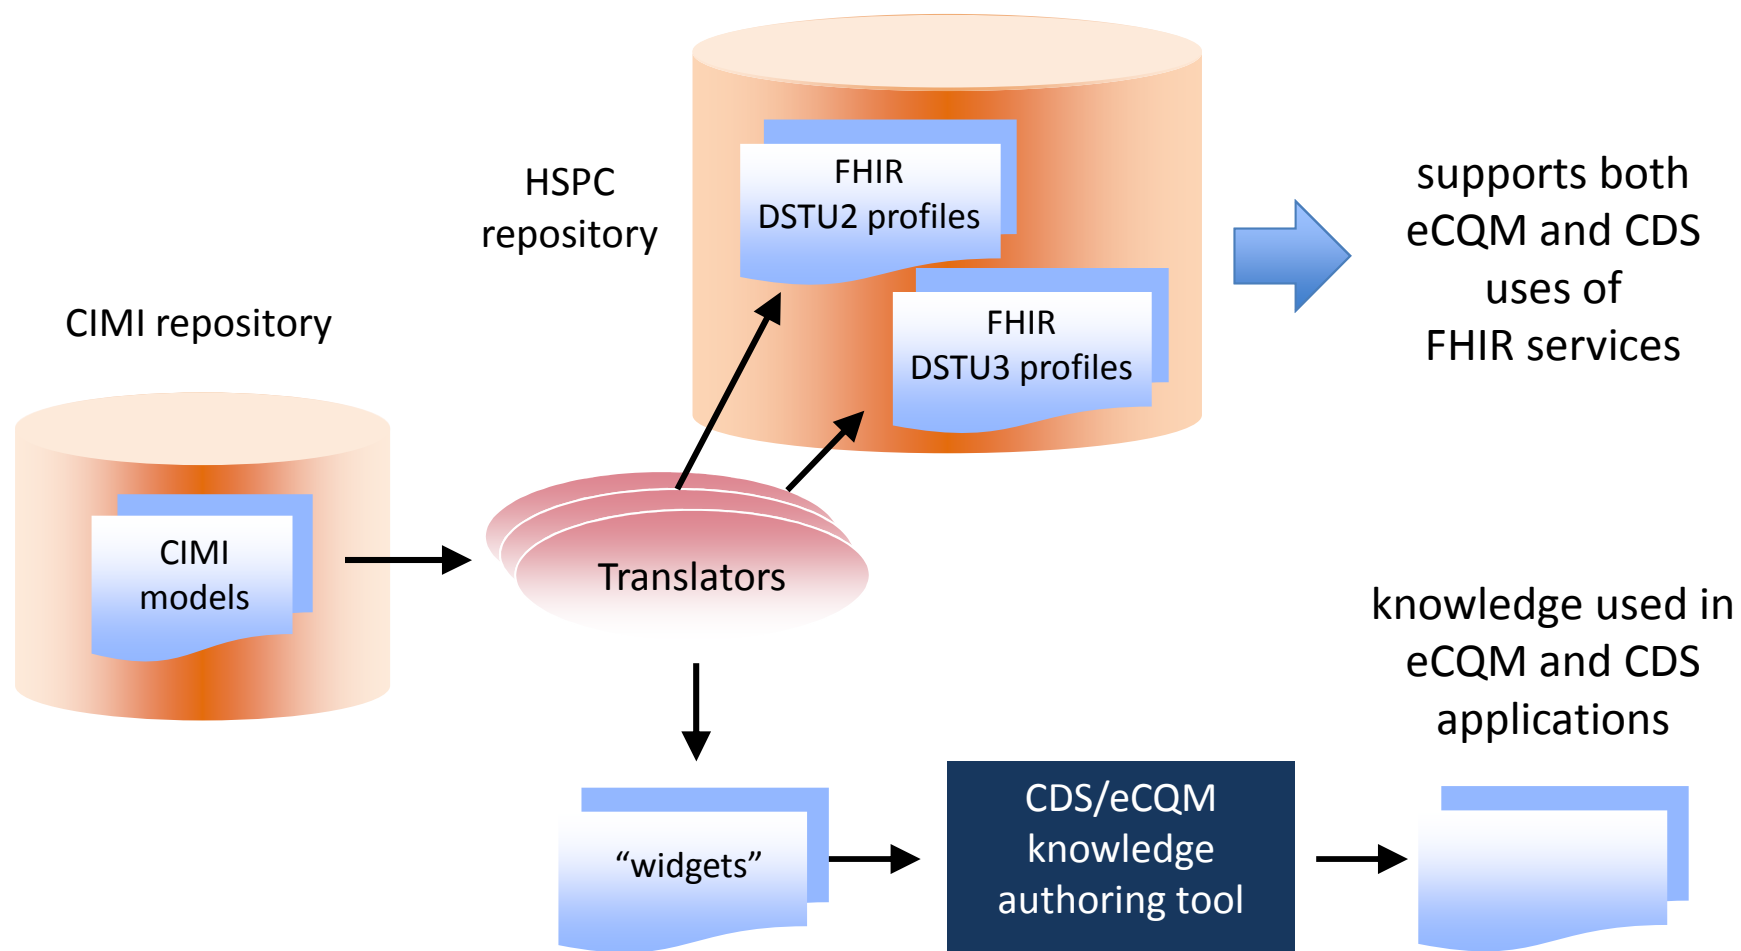 HSPC
repository
FHIR
DSTU2 profiles
FHIR
DSTU3 profiles
supports both
eCQM and CDS
uses of
FHIR services
CIMI repository
CIMI
models
Translators
knowledge used in
eCQM and CDS
applications
“widgets”
CDS/eCQM
knowledge
authoring tool